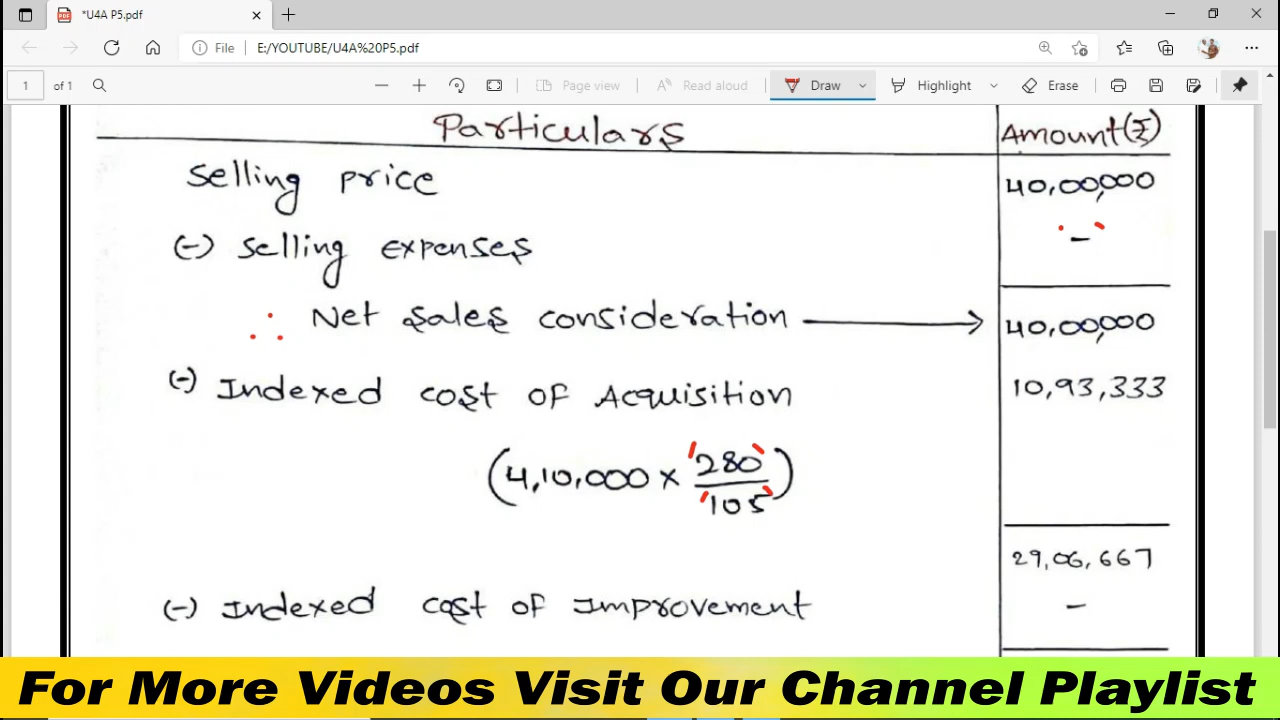 *U4A P5.pdf
File E:/YOUTUBE/U4A%20P5.pdf
1 of 1 Page view Read aloud Draw Highlight Erase
Particulars Amount(₹)
Selling price 40,00,000
(-) Selling expenses -
∴ Net sales consideration → 40,00,000
(-) Indexed cost of Acquisition 10,93,333
(4,10,000 × 280/105)
29,06,667
(-) Indexed cost of Improvement -
For More Videos Visit Our Channel Playlist